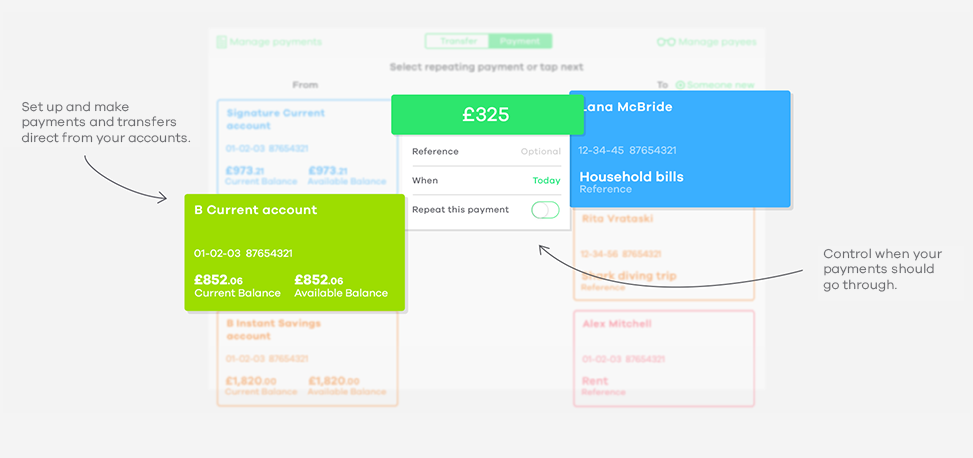 Manage payments
Transfer
Payment
Manage payees
Select repeating payment or tap next
From
To
Someone new
Set up and make
payments and transfers
direct from your accounts.
Signature Current
account
01-02-03 87654321
£973.21
£973.21
Current Balance
Available Balance
£325
Reference
Optional
When
Today
Repeat this payment
Lana McBride
12-34-45 87654321
Household bills
Reference
B Current account
01-02-03 87654321
£852.06
£852.06
Current Balance
Available Balance
Rita Vrataski
12-34-56 87654321
Shark diving trip
Reference
Control when your
payments should
go through.
B Instant Savings
account
01-02-03 87654321
£1,820.00
£1,820.00
Current Balance
Available Balance
Alex Mitchell
01-02-03 87654321
Rent
Reference